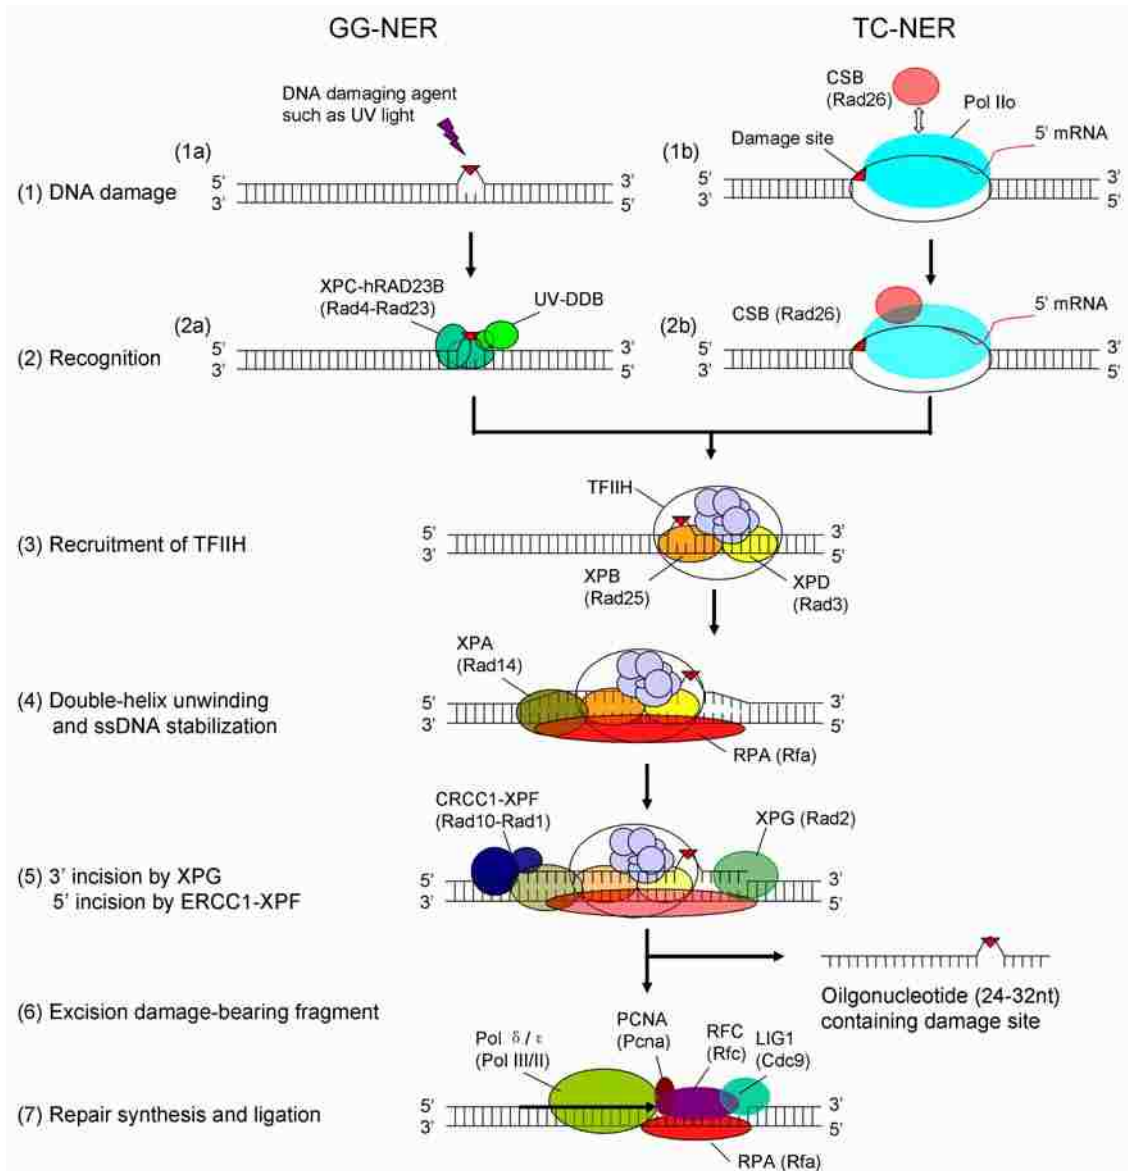 GG-NER
TC-NER
DNA damaging agent
such as UV light
CSB
(Rad26)
Pol IIo
Damage site
5' mRNA
(1a)
(1b)
(1) DNA damage
5'
3'
3'
5'
5'
3'
3'
5'
XPC-hRAD23B
(Rad4-Rad23)
UV-DDB
(2a)
(2b)
CSB (Rad26)
5' mRNA
(2) Recognition
5'
3'
3'
5'
5'
3'
3'
5'
TFIIH
(3) Recruitment of TFIIH
5'
3'
3'
5'
XPB
(Rad25)
XPD
(Rad3)
XPA
(Rad14)
(4) Double-helix unwinding
and ssDNA stabilization
5'
3'
3'
5'
RPA (Rfa)
CRCC1-XPF
(Rad10-Rad1)
XPG (Rad2)
(5) 3' incision by XPG
5' incision by ERCC1-XPF
5'
3'
3'
5'
Oilgonucleotide (24-32nt)
containing damage site
(6) Excision damage-bearing fragment
Pol δ / ε
(Pol III/II)
PCNA
(Pcna)
RFC
(Rfc)
LIG1
(Cdc9)
(7) Repair synthesis and ligation
5'
3'
3'
5'
RPA (Rfa)